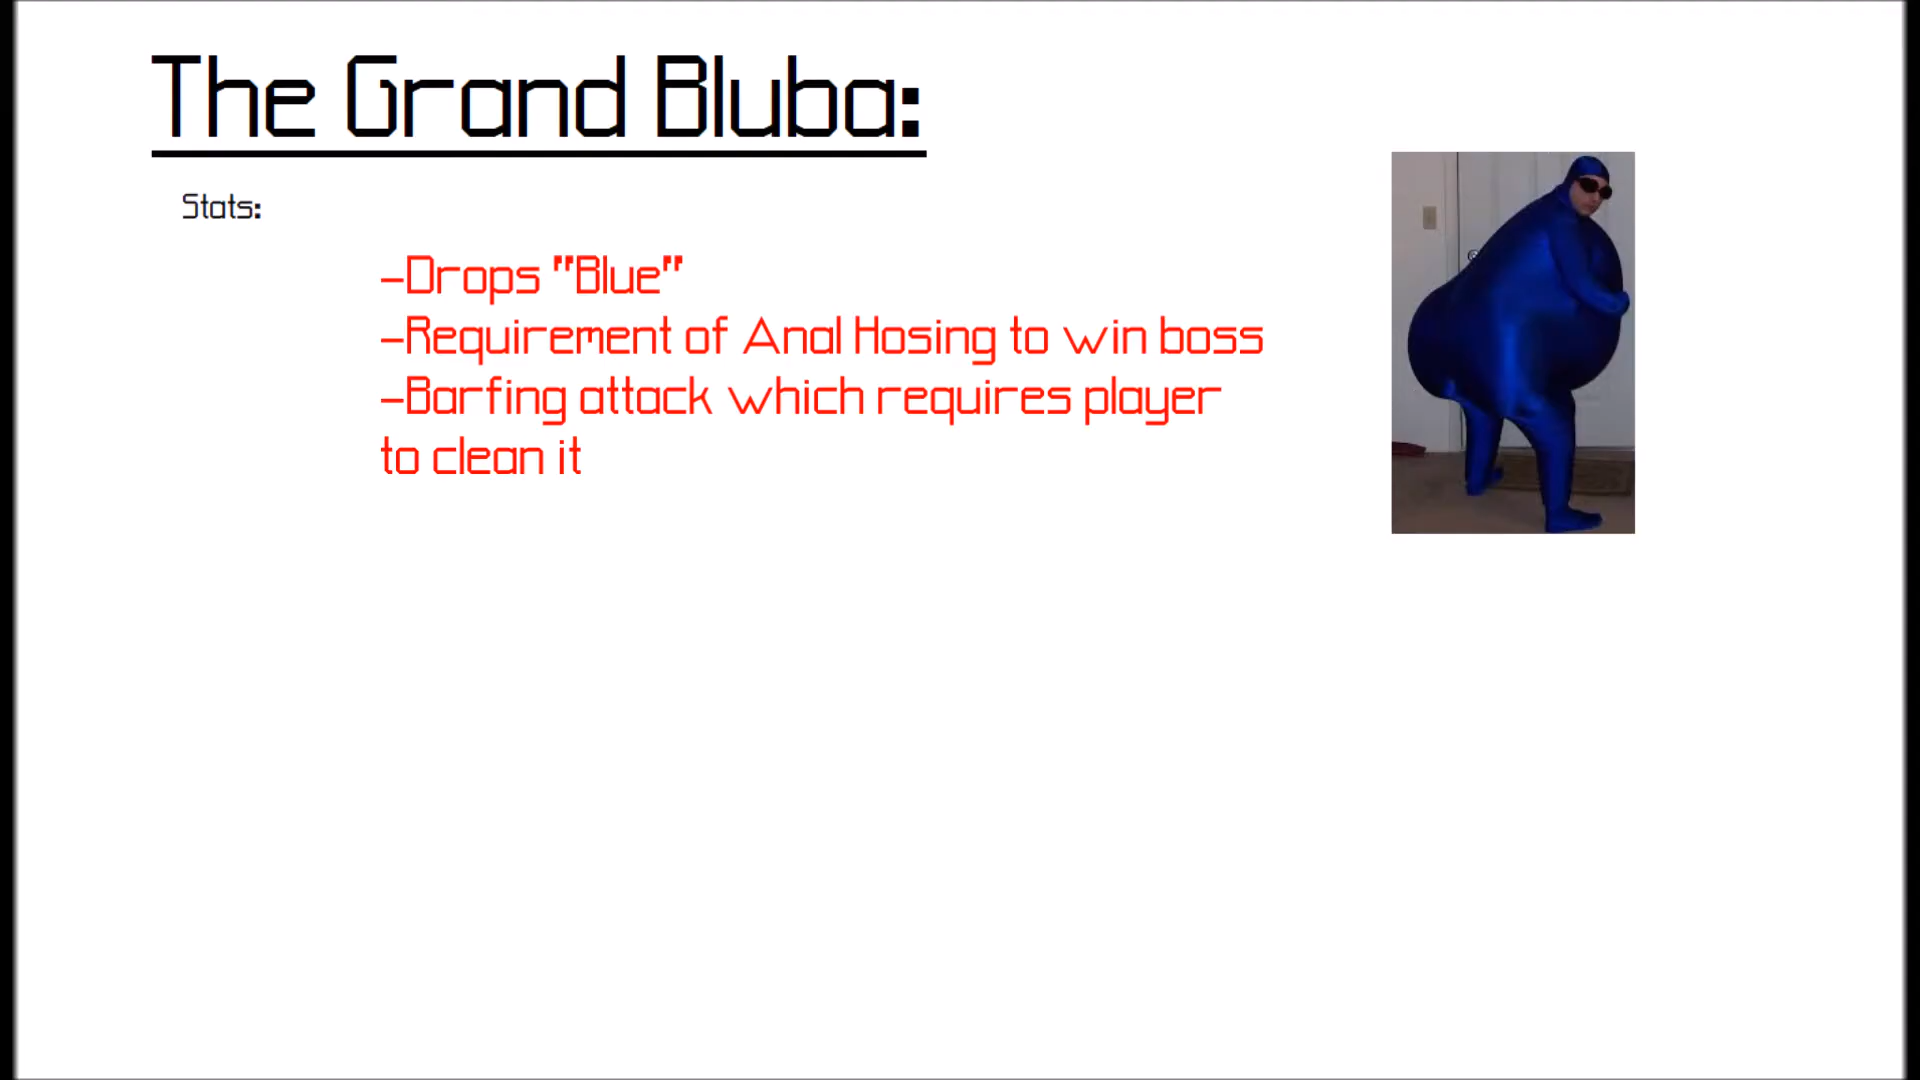 The Grand Bluba:
Stats:
-Drops "Blue"
-Requirement of Anal Hosing to win boss
-Barfing attack which requires player
to clean it